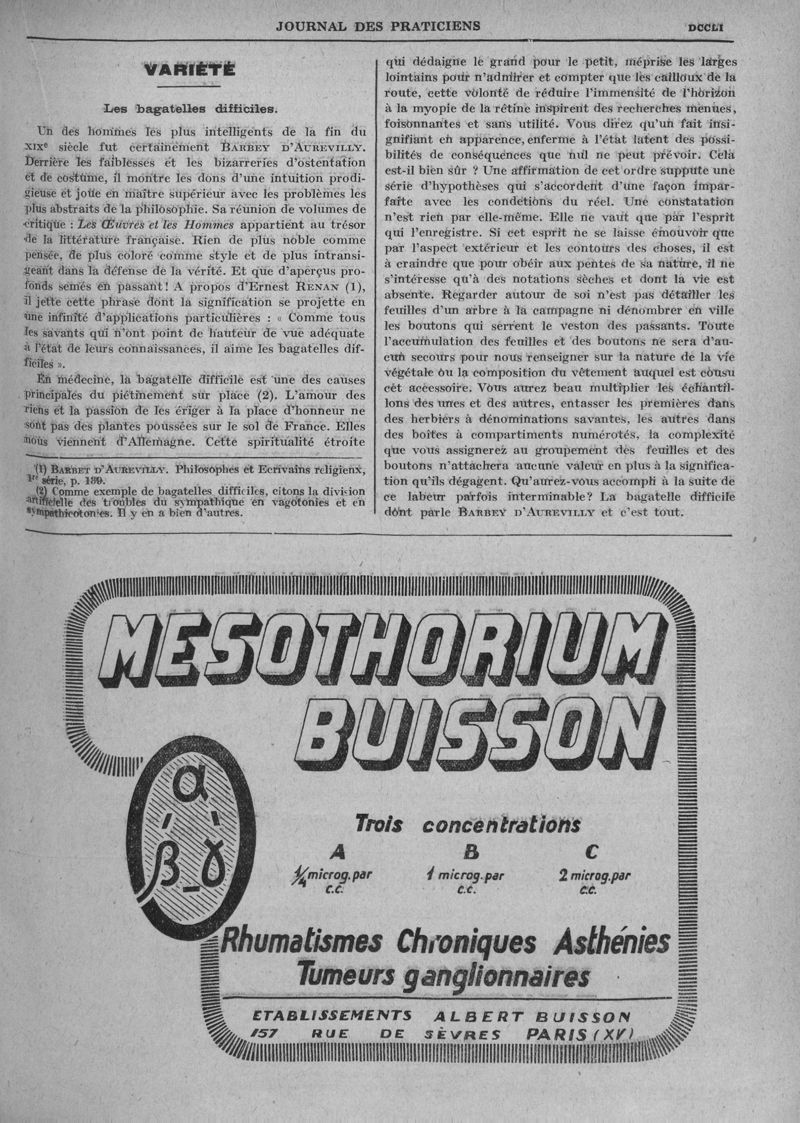 JOURNAL DES PRATICIENS
DCCLI
VARIÉTÉ
Les bagatelles difficiles.
Un des hommes les plus intelligents de la fin du
XIXe siècle fut certainement BARBEY D'AUREVILLY.
Derrière les faiblesses et les bizarreries d'ostentation
et de costume, il montre les dons d'une intuition prodi-
gieuse et joue en maître supérieur avec les problèmes les
plus abstraits de la philosophie. Sa réunion de volumes de
critique : Les Œuvres et les Hommes appartient au trésor
de la littérature française. Rien de plus noble comme
pensée, de plus coloré comme style et de plus intransi-
geant dans la défense de la vérité. Et que d'aperçus pro-
fonds semés en passant! A propos d'Ernest RENAN (1),
il jette cette phrase dont la signification se projette en
une infinité d'applications particulières : « Comme tous
les savants qui n'ont point de hauteur de vue adéquate
à l'état de leurs connaissances, il aime les bagatelles dif-
ficiles ».
En médecine, la bagatelle difficile est une des causes
principales du piétinement sur place (2). L'amour des
riens et la passion de les ériger à la place d'honneur ne
sont pas des plantes poussées sur le sol de France. Elles
nous viennent d'Allemagne. Cette spiritualité étroite
(1) BARBEY D'AUREVILLY. Philosophes et Ecrivains religieux,
1re série, p. 189.
(2) Comme exemple de bagatelles difficiles, citons la division
artificielle des troubles du sympathique en vagotonies et en
sympathicotonies. Il y en a bien d'autres.
qui dédaigne le grand pour le petit, méprise les larges
lointains pour n'admirer et compter que les cailloux de la
route, cette volonté de réduire l'immensité de l'horizon
à la myopie de la rétine inspirent des recherches menues,
foisonnantes et sans utilité. Vous direz qu'un fait insi-
gnifiant en apparence, enferme à l'état latent des possi-
bilités de conséquences que nul ne peut prévoir. Cela
est-il bien sûr ? Une affirmation de cet ordre suppute une
série d'hypothèses qui s'accordent d'une façon impar-
faite avec les conditions du réel. Une constatation
n'est rien par elle-même. Elle ne vaut que par l'esprit
qui l'enregistre. Si cet esprit ne se laisse émouvoir que
par l'aspect extérieur et les contours des choses, il est
à craindre que pour obéir aux pentes de sa nature, il ne
s'intéresse qu'à des notations sèches et dont la vie est
absente. Regarder autour de soi n'est pas détailler les
feuilles d'un arbre à la campagne ni dénombrer en ville
les boutons qui serrent le veston des passants. Toute
l'accumulation des feuilles et des boutons ne sera d'au-
cun secours pour nous renseigner sur la nature de la vie
végétale ou la composition du vêtement auquel est cousu
cet accessoire. Vous aurez beau multiplier les échantil-
lons des unes et des autres, entasser les premières dans
des herbiers à dénominations savantes, les autres dans
des boîtes à compartiments numérotés, la complexité
que vous assignerez au groupement des feuilles et des
boutons n'attachera aucune valeur en plus à la significa-
tion qu'ils dégagent. Qu'aurez-vous accompli à la suite de
ce labeur parfois interminable? La bagatelle difficile
dont parle BARBEY D'AUREVILLY et c'est tout.
MESOTHORIUM
BUISSON
α
β γ
Trois concentrations
A B C
1/4 microg. par 1 microg. par 2 microg. par
c.c. c.c. c.c.
Rhumatismes Chroniques Asthénies
Tumeurs ganglionnaires
ETABLISSEMENTS ALBERT BUISSON
157 RUE DE SÈVRES PARIS (XV)